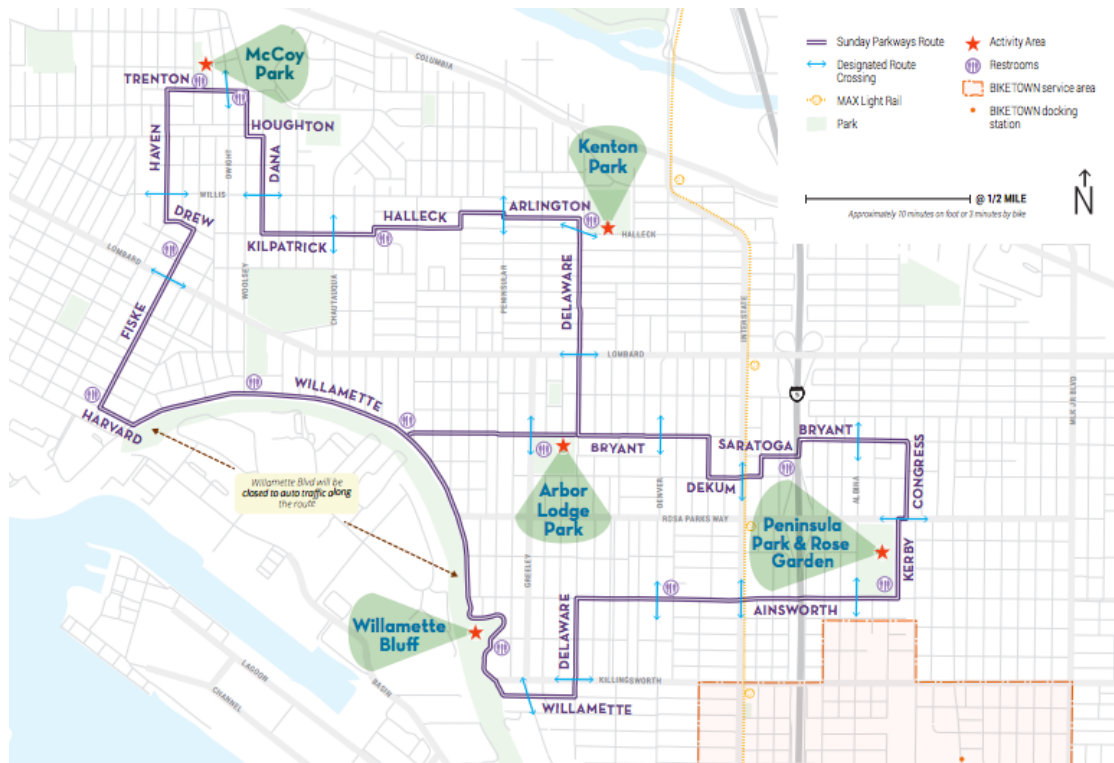 McCoy
Park
TRENTON
HOUGHTON
HAVEN
DANA
DWIGHT
WILLIS
DREW
LOMBARD
FISKE
HARVARD
KILPATRICK
HALLECK
ARLINGTON
Kenton
Park
HALLECK
COLUMBIA
WOOLSEY
CHAUTAUQUA
PENINSULAR
DELAWARE
LOMBARD
INTERSTATE
5
MLK JR BLVD
WILLAMETTE
BRYANT
SARATOGA
BRYANT
DEKUM
CONGRESS
ALBINA
DENVER
ROSA PARKS WAY
Arbor
Lodge
Park
Peninsula
Park & Rose
Garden
KERBY
AINSWORTH
GREELEY
Willamette
Bluff
DELAWARE
KILLINGSWORTH
WILLAMETTE
Willamette Blvd will be
closed to auto traffic along
the route
LAGOON
CHANNEL
BASIN
Sunday Parkways Route
Designated Route
Crossing
MAX Light Rail
Park
Activity Area
Restrooms
BIKETOWN service area
BIKETOWN docking
station
@ 1/2 MILE
Approximately 10 minutes on foot or 3 minutes by bike
N